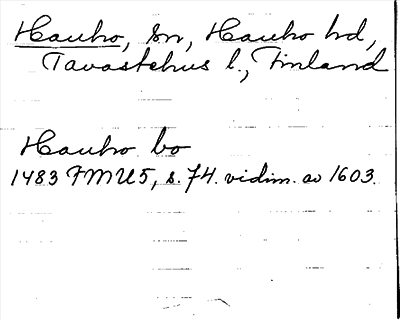 Hauho, sn, Hauho hd,
Tavastehus l., Finland
Hauho bo
1483 FMU5, s. 74. vidim. av 1603.